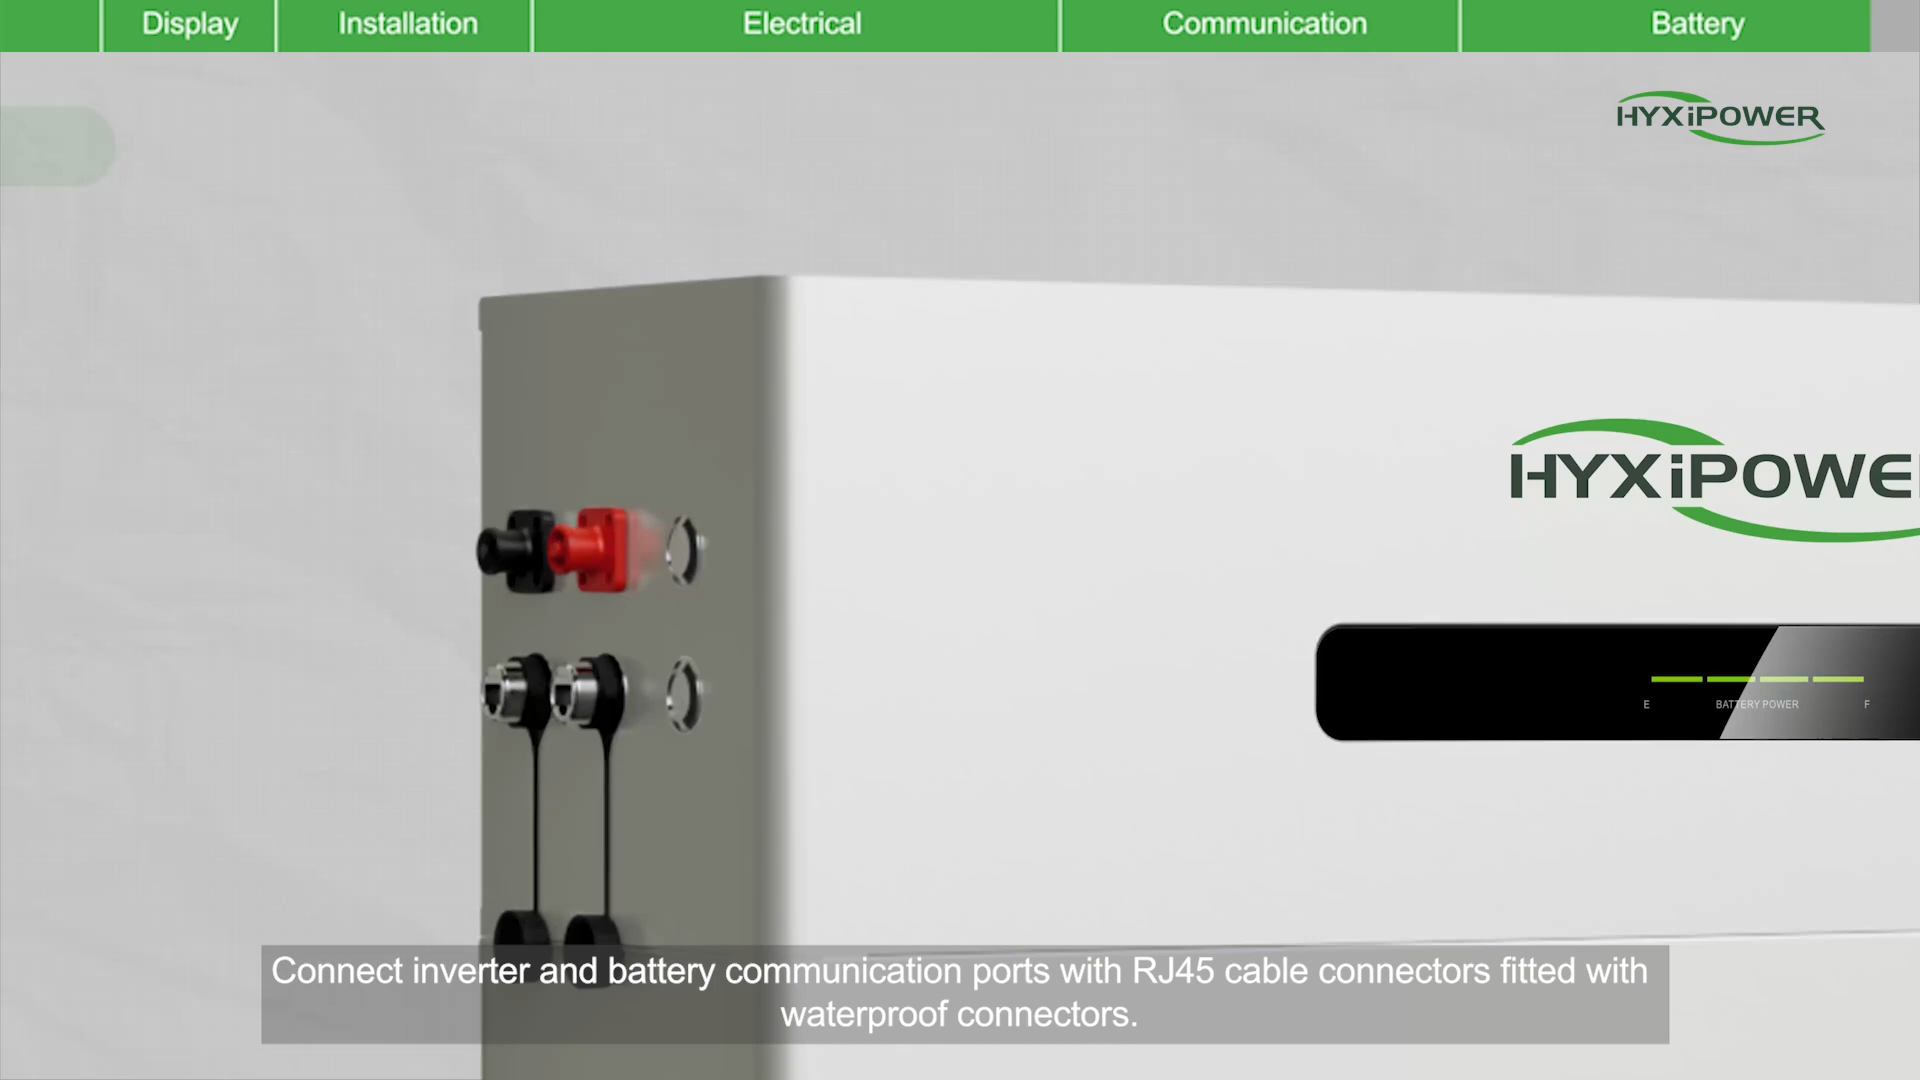 Display
Installation
Electrical
Communication
Battery
HYXiPOWER
HYXiPOWE
E
BATTERY POWER
F
Connect inverter and battery communication ports with RJ45 cable connectors fitted with
waterproof connectors.